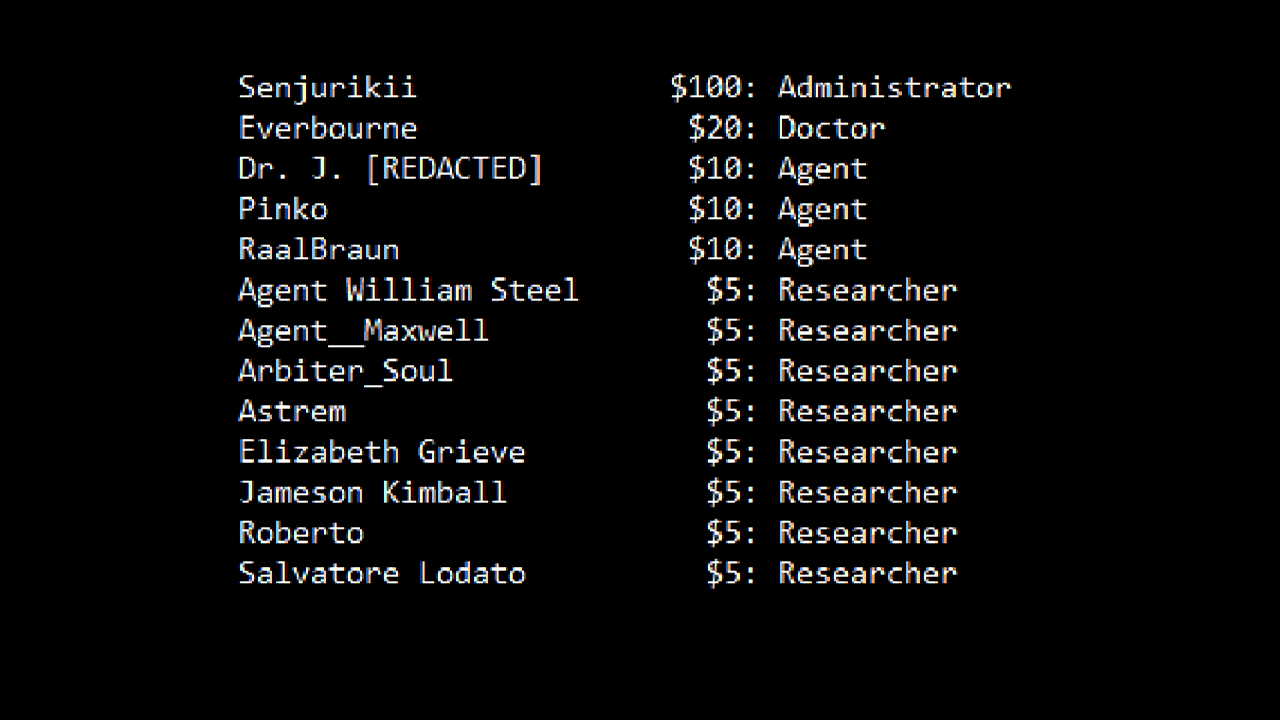 Senjurikii $100: Administrator
Everbourne $20: Doctor
Dr. J. [REDACTED] $10: Agent
Pinko $10: Agent
RaalBraun $10: Agent
Agent William Steel $5: Researcher
Agent__Maxwell $5: Researcher
Arbiter_Soul $5: Researcher
Astrem $5: Researcher
Elizabeth Grieve $5: Researcher
Jameson Kimball $5: Researcher
Roberto $5: Researcher
Salvatore Lodato $5: Researcher